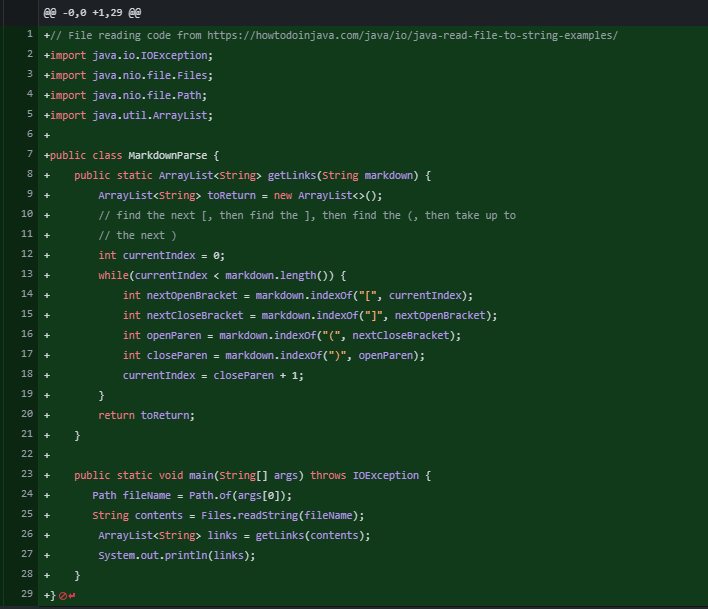 @@ -0,0 +1,29 @@
1 +// File reading code from https://howtodoinjava.com/java/io/java-read-file-to-string-examples/
2 +import java.io.IOException;
3 +import java.nio.file.Files;
4 +import java.nio.file.Path;
5 +import java.util.ArrayList;
6 +
7 +public class MarkdownParse {
8 +    public static ArrayList<String> getLinks(String markdown) {
9 +        ArrayList<String> toReturn = new ArrayList<>();
10 +        // find the next [, then find the ], then find the (, then take up to
11 +        // the next )
12 +        int currentIndex = 0;
13 +        while(currentIndex < markdown.length()) {
14 +            int nextOpenBracket = markdown.indexOf("[", currentIndex);
15 +            int nextCloseBracket = markdown.indexOf("]", nextOpenBracket);
16 +            int openParen = markdown.indexOf("(", nextCloseBracket);
17 +            int closeParen = markdown.indexOf(")", openParen);
18 +            currentIndex = closeParen + 1;
19 +        }
20 +        return toReturn;
21 +    }
22 +
23 +    public static void main(String[] args) throws IOException {
24 +       Path fileName = Path.of(args[0]);
25 +       String contents = Files.readString(fileName);
26 +        ArrayList<String> links = getLinks(contents);
27 +        System.out.println(links);
28 +    }
29 +}